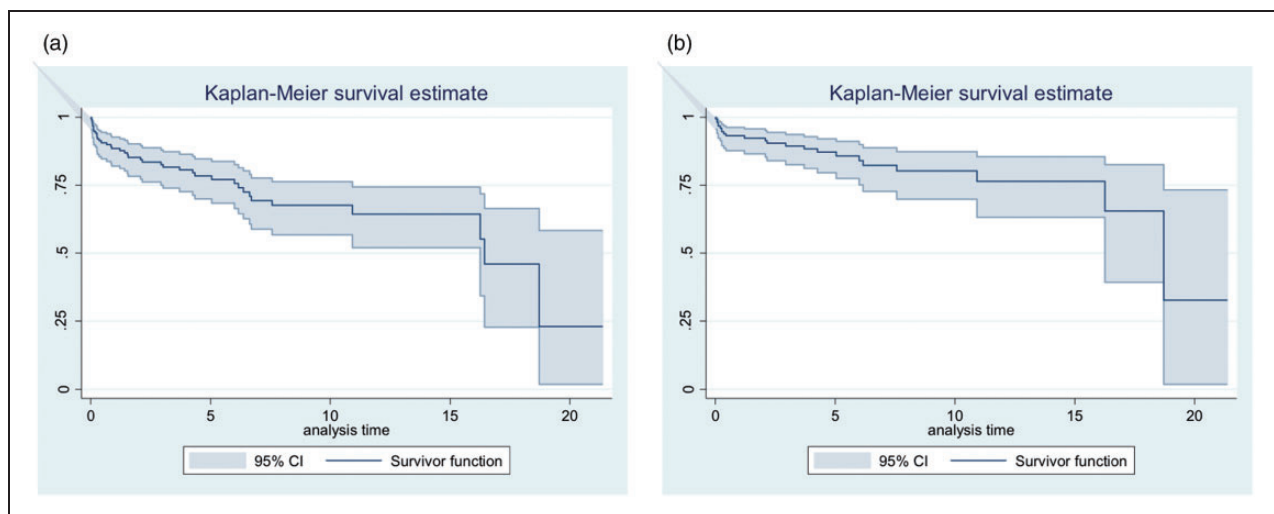 (a)
Kaplan-Meier survival estimate
1
.75
.5
.25
0
0 5 10 15 20
analysis time
95% CI Survivor function
(b)
Kaplan-Meier survival estimate
1
.75
.5
.25
0
0 5 10 15 20
analysis time
95% CI Survivor function